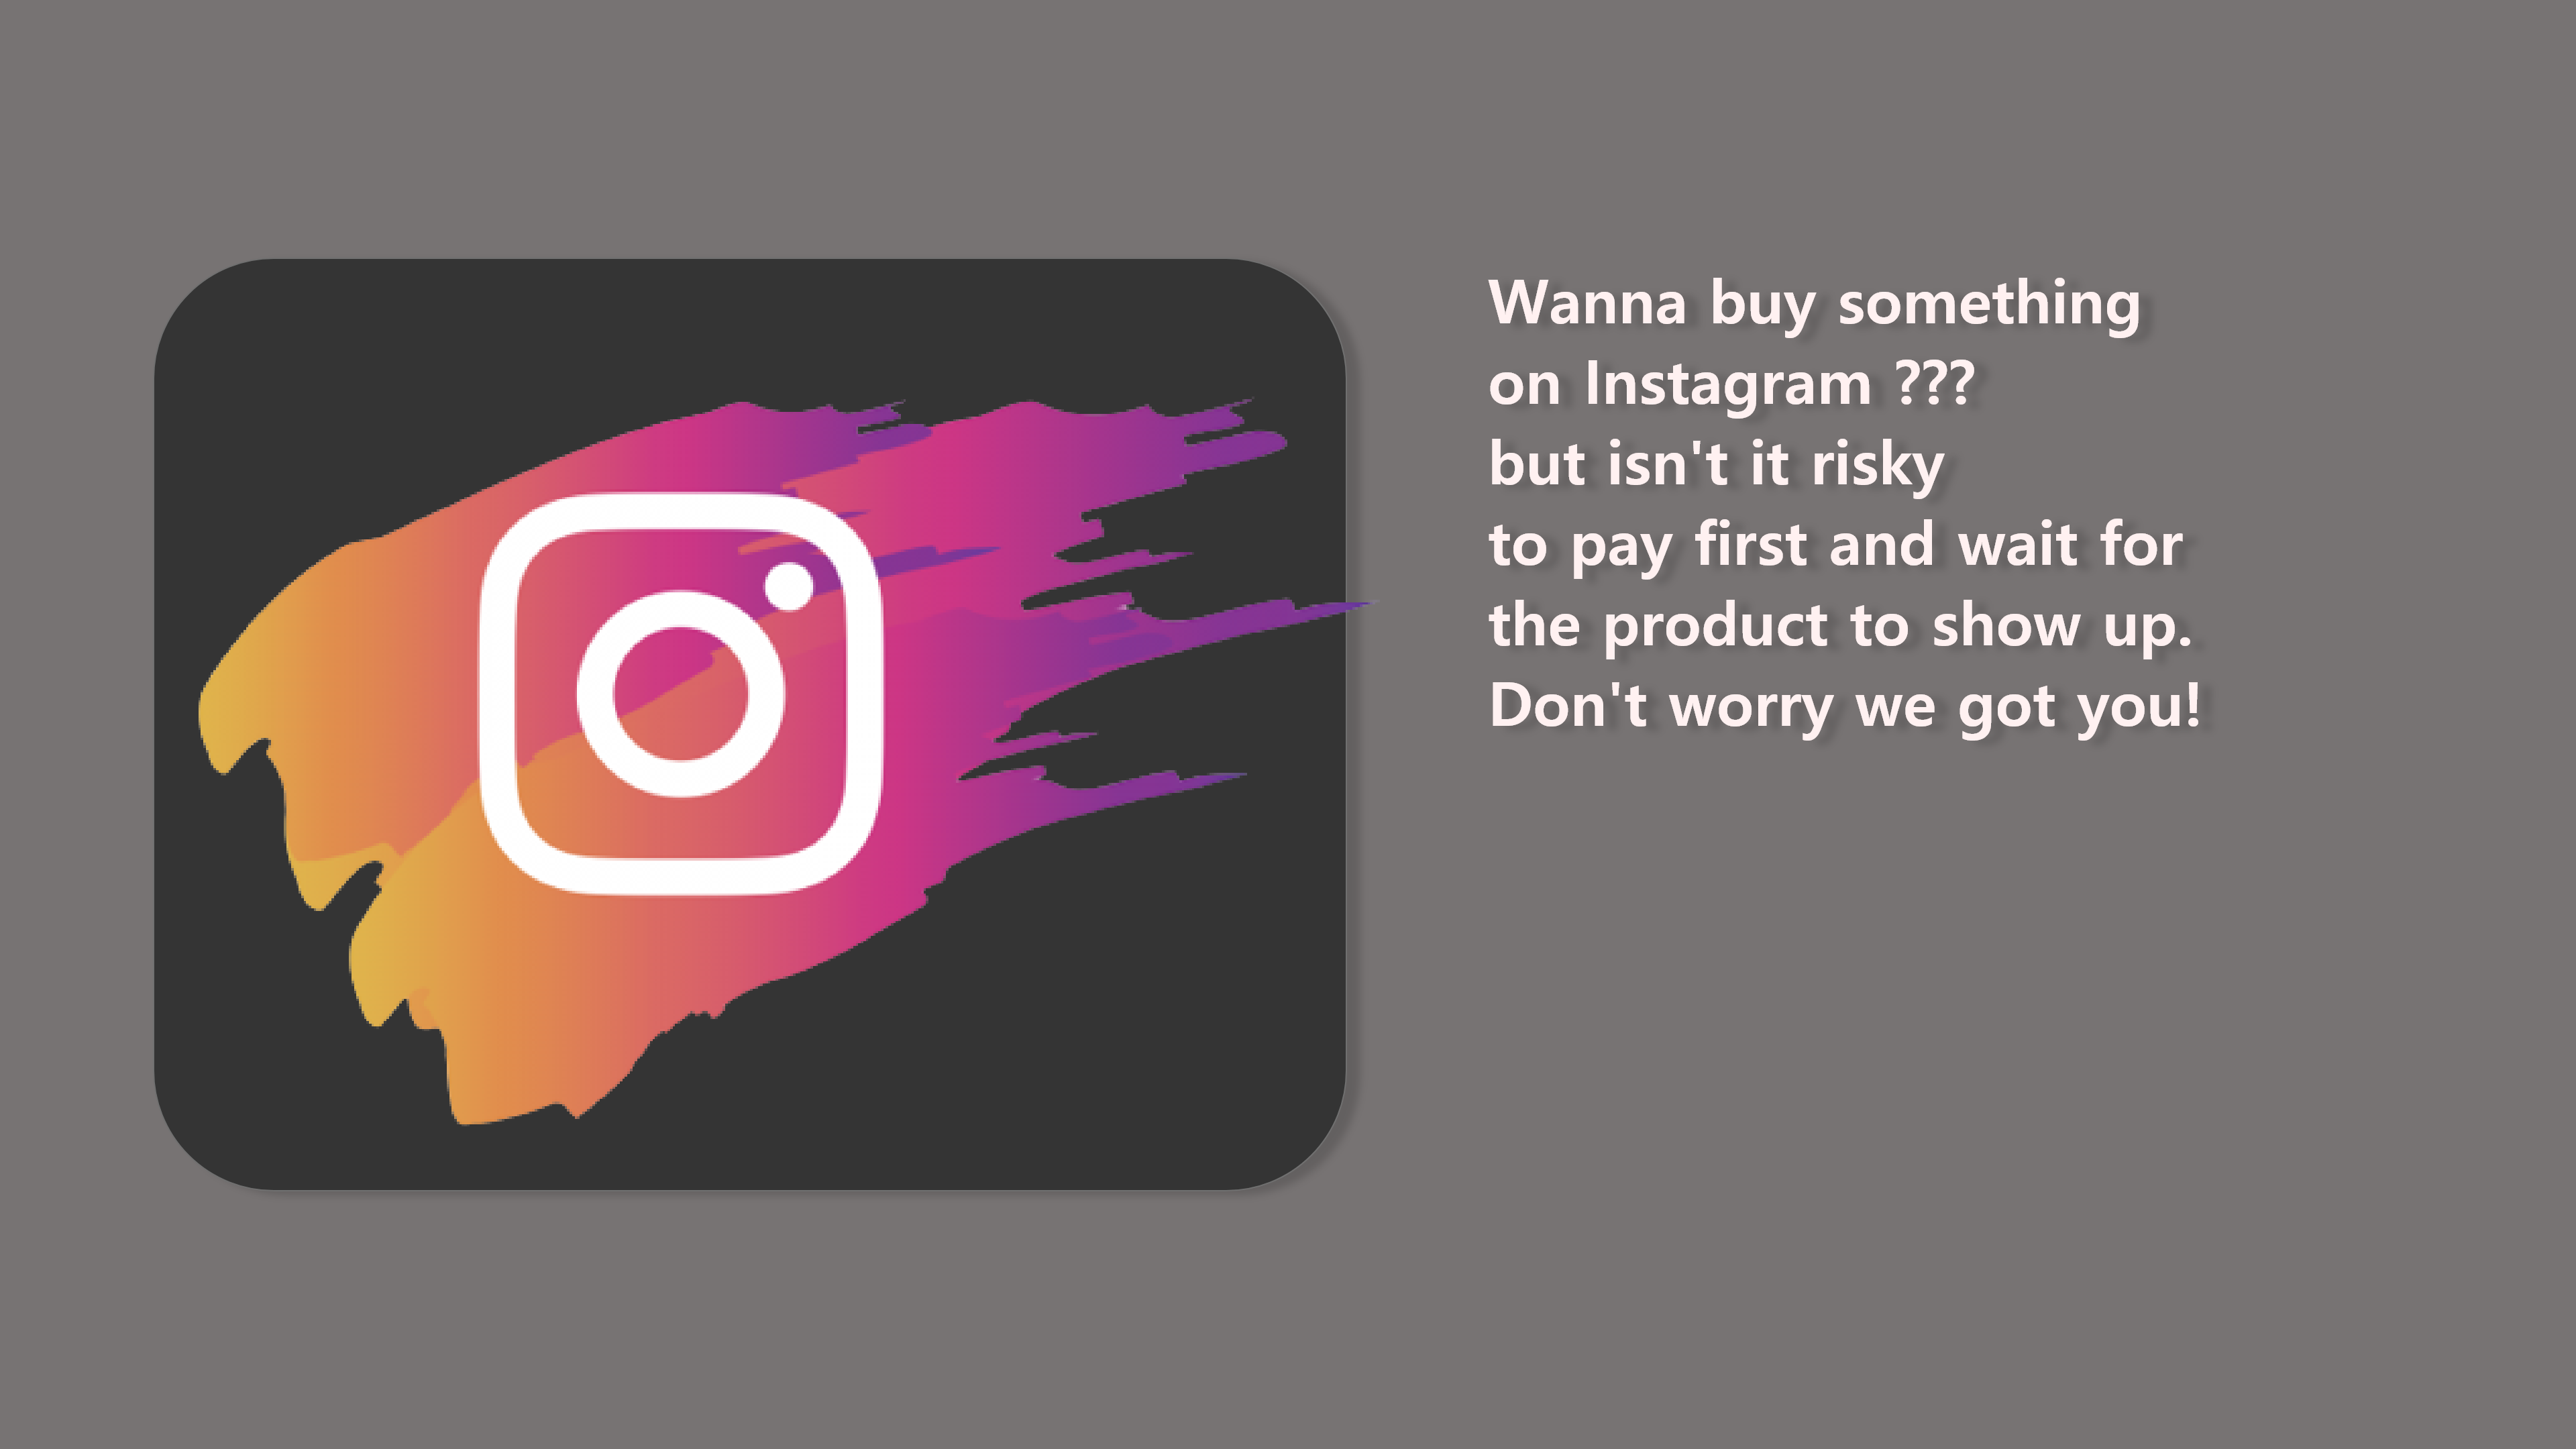 Wanna buy something
on Instagram ???
but isn't it risky
to pay first and wait for
the product to show up.
Don't worry we got you!